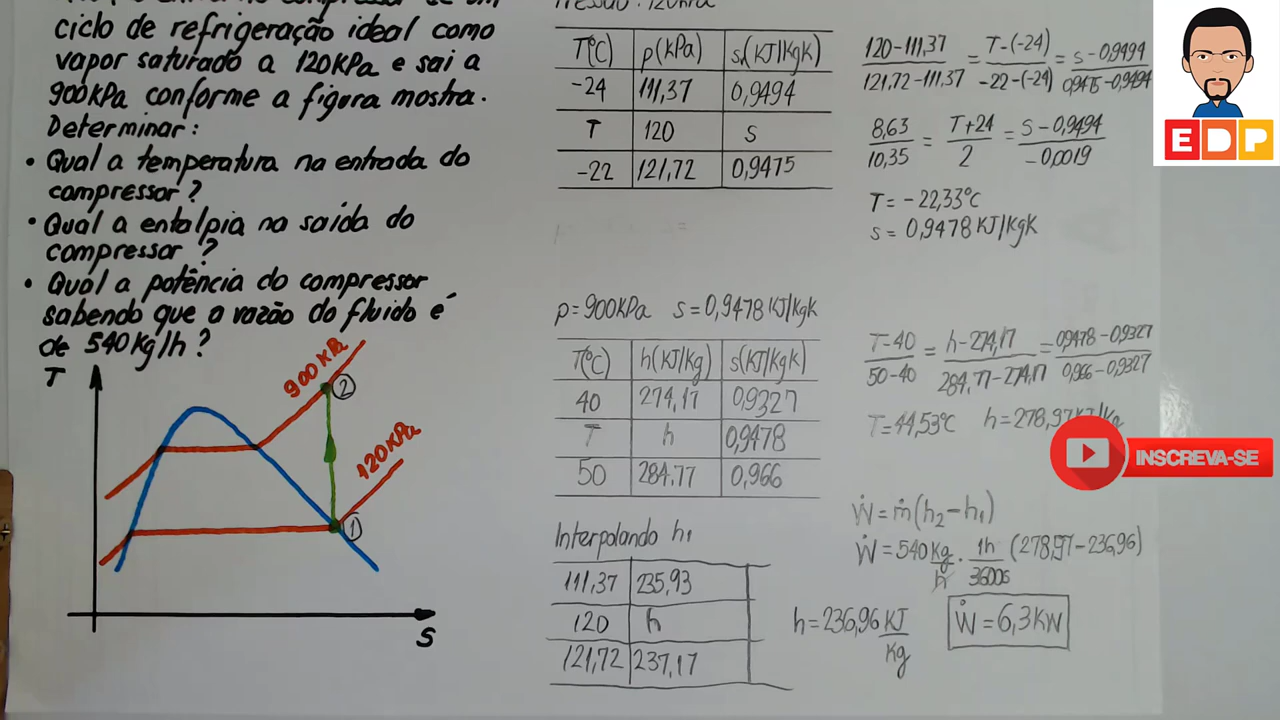 ciclo de refrigeração ideal como
vapor saturado a 120KPa e sai a
900KPa conforme a figura mostra.
Determinar:
• Qual a temperatura na entrada do
compressor?
• Qual a entalpia na saída do
compressor?
• Qual a potência do compressor
sabendo que a vazão do fluido é
de 540Kg/h?
T
900KPa
2
120KPa
1
S
T(°C) p(kPa) s(KJ/Kgk)
-24 111,37 0,9494
T 120 s
-22 121,72 0,9475
120-111,37 / 121,72-111,37 = T-(-24) / -22-(-24) = s-0,9494 / 0,9475-0,9494
8,63 / 10,35 = T+24 / 2 = s-0,9494 / -0,0019
T = -22,33°C
s = 0,9478 KJ/KgK
p=900KPa s=0,9478 KJ/Kgk
T(°C) h(KJ/Kg) s(KJ/Kgk)
40 274,17 0,9327
T h 0,9478
50 284,77 0,966
T-40 / 50-40 = h-274,17 / 284,77-274,17 = 0,9478-0,9327 / 0,966-0,9327
T=44,53°C h=278,97KJ/Kg
Interpolando h₁
111,37 235,93
120 h
121,72 237,17
h=236,96 KJ/Kg
Ẇ=ṁ(h₂-h₁)
Ẇ=540 Kg/h . 1h/3600s (278,97-236,96)
Ẇ=6,3KW
EDP
INSCREVA-SE